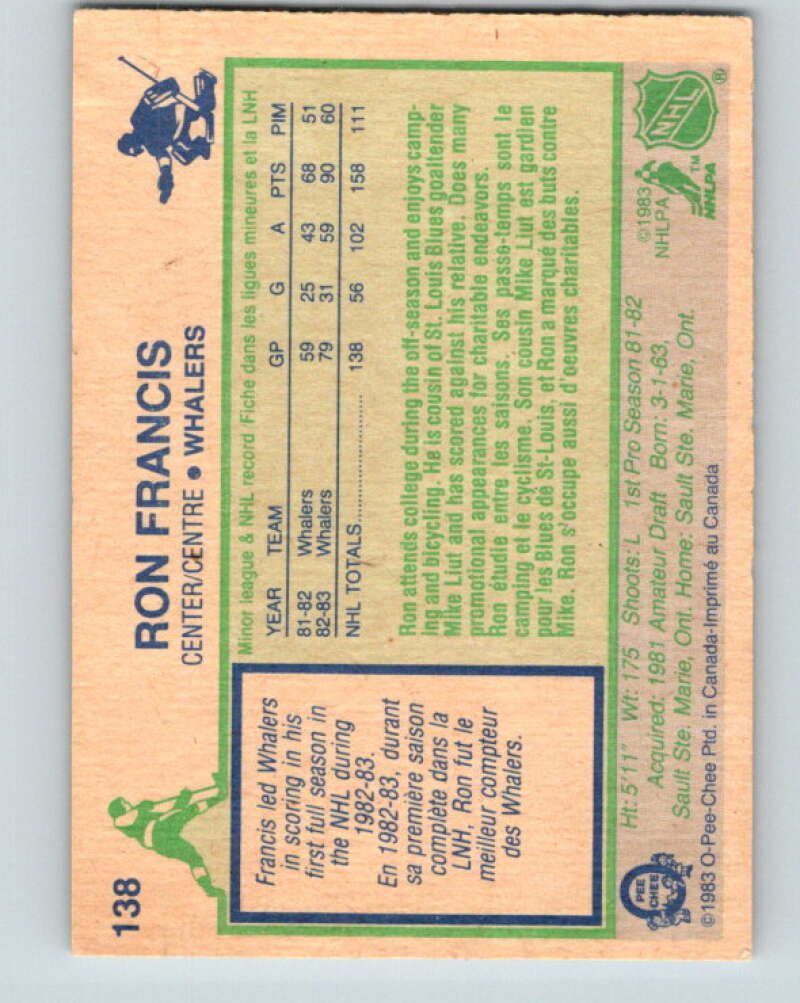 138
RON FRANCIS
CENTER/CENTRE • WHALERS
Francis led Whalers
in scoring in his
first full season in
the NHL during
1982-83.
En 1982-83, durant
sa première saison
complète dans la
LNH, Ron fut le
meilleur compteur
des Whalers.
Minor league & NHL record/Fiche dans les ligues mineures et la LNH
YEAR TEAM GP G A PTS PIM
81-82 Whalers 59 25 43 68 51
82-83 Whalers 79 31 59 90 60
NHL TOTALS 138 56 102 158 111
Ron attends college during the off-season and enjoys camp-
ing and bicycling. He is cousin of St. Louis Blues goaltender
Mike Liut and has scored against his relative. Does many
promotional appearances for charitable endeavors.
Ron étudie entre les saisons. Ses passe-temps sont le
camping et le cyclisme. Son cousin Mike Liut est gardien
pour les Blues de St-Louis, et Ron a marqué des buts contre
Mike. Ron s'occupe aussi d'oeuvres charitables.
Ht: 5'11" Wt: 175 Shoots: L 1st Pro Season 81-82
Acquired: 1981 Amateur Draft Born: 3-1-63,
Sault Ste. Marie, Ont. Home: Sault Ste. Marie, Ont.
©1983 O-Pee-Chee Ptd. in Canada-Imprimé au Canada
O PEE CHEE
©1983
NHLPA
NHLPA™
NHL®